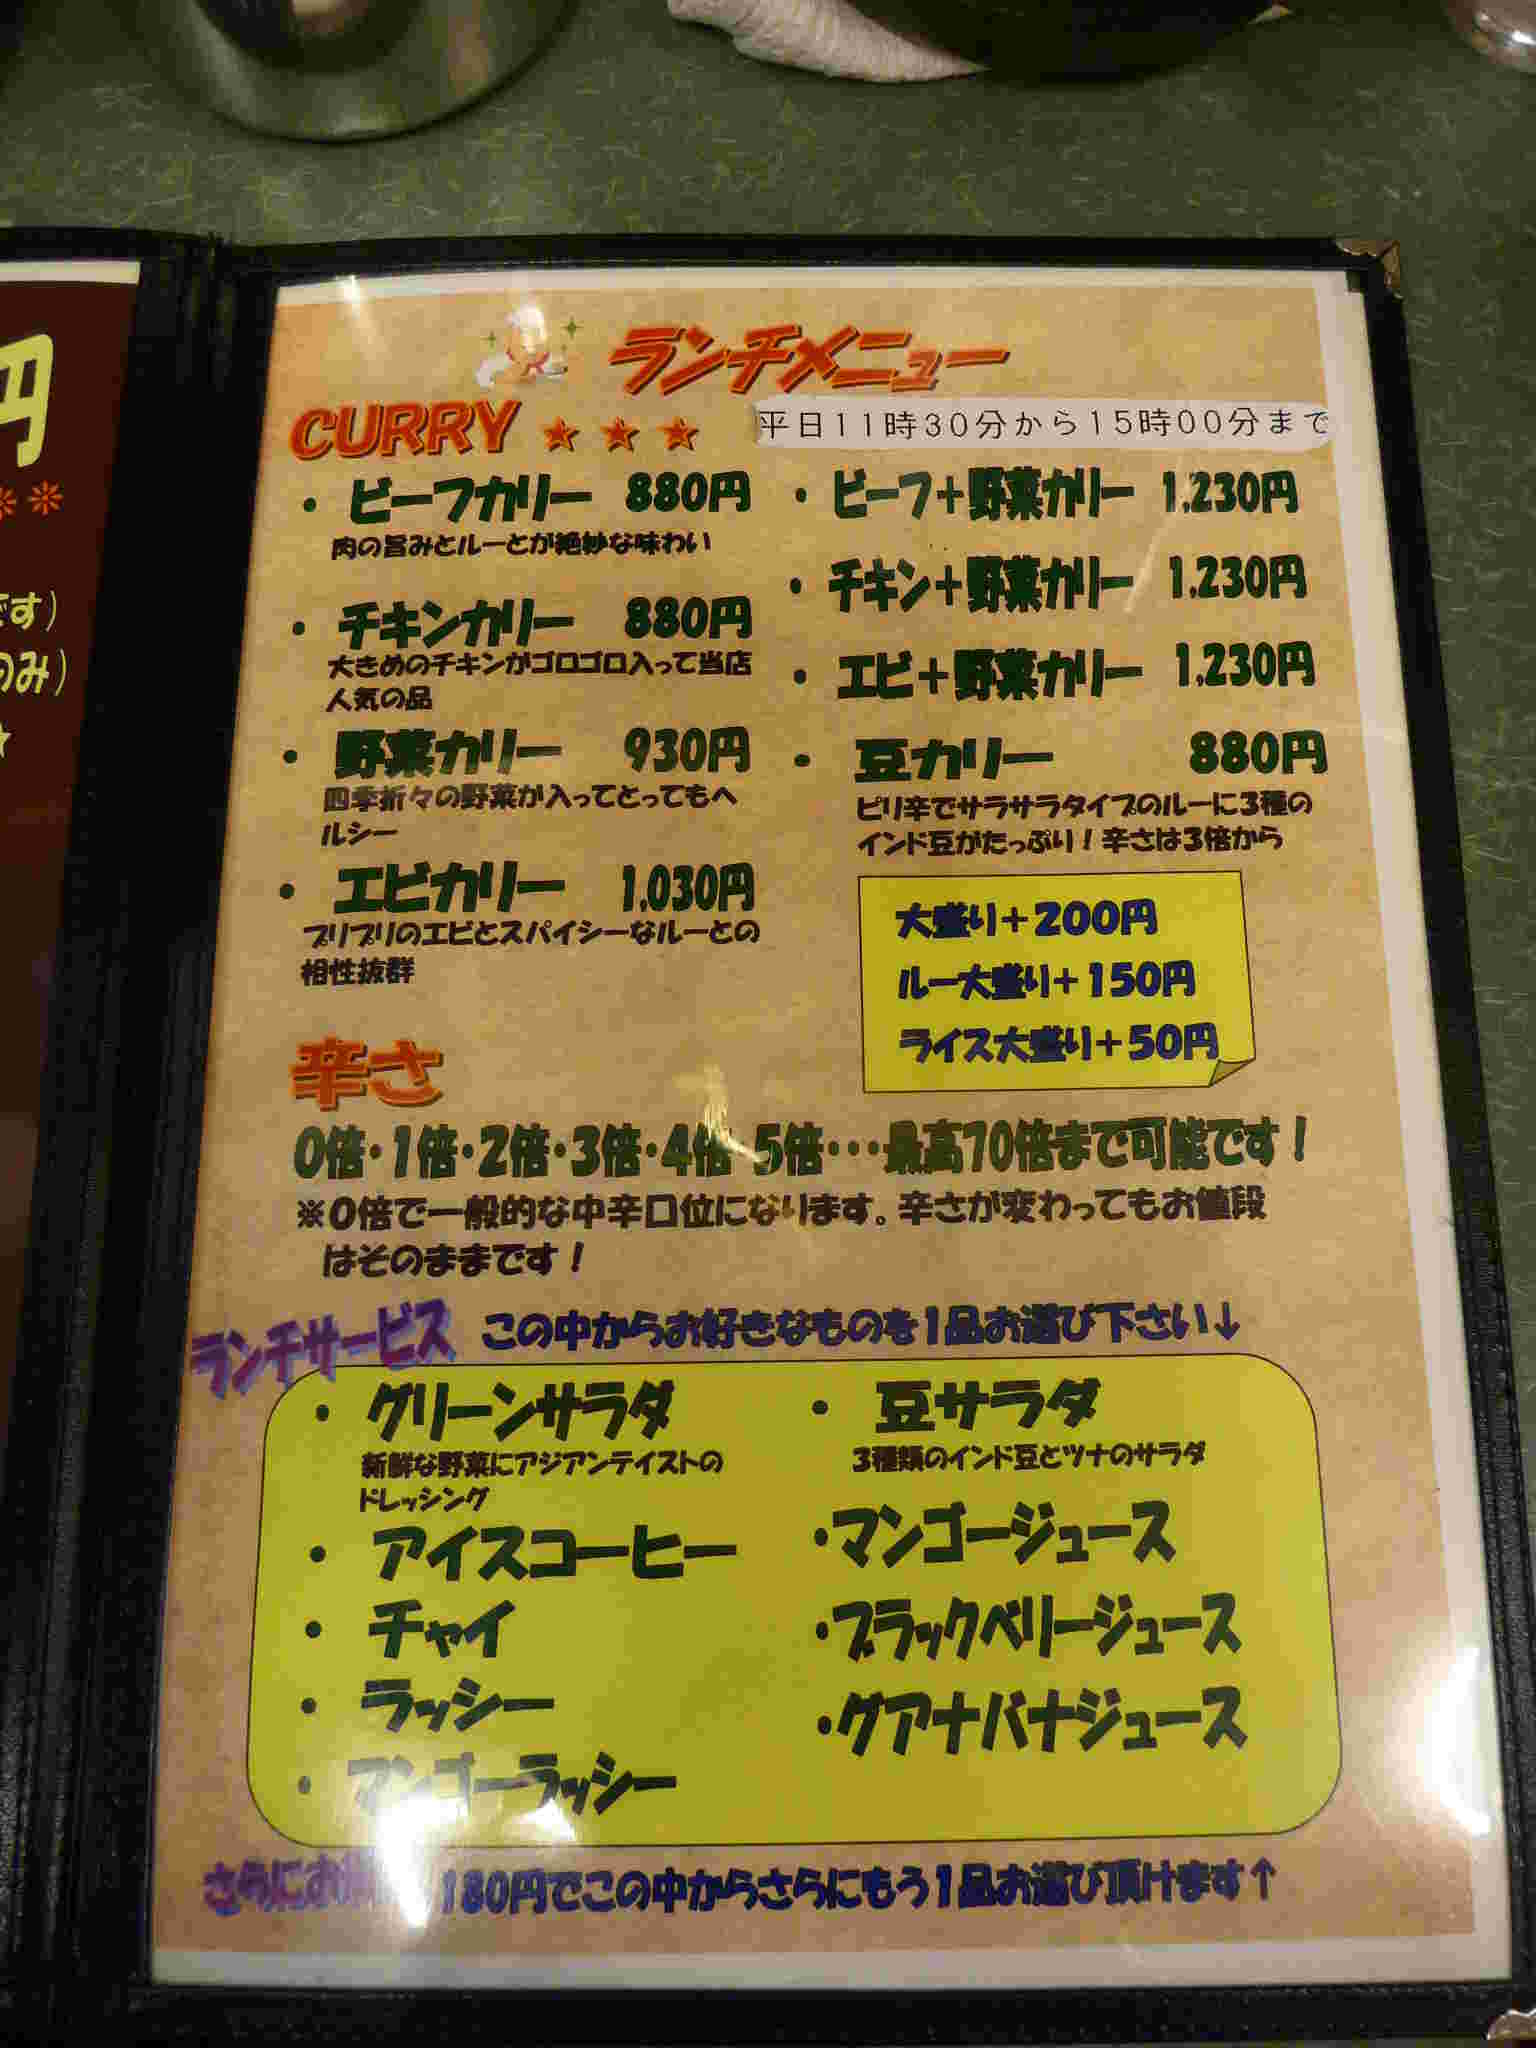 円
です)
のみ)
ランチメニュー
CURRY ★ ★ ★
平日11時30分から15時00分まで
・ ビーフカリー 880円
肉の旨みとルーとが絶妙な味わい
・ チキンカリー 880円
大きめのチキンがゴロゴロ入って当店
人気の品
・ 野菜カリー 930円
四季折々の野菜が入ってとってもヘ
ルシー
・ エビカリー 1,030円
プリプリのエビとスパイシーなルーとの
相性抜群
・ ビーフ+野菜カリー 1,230円
・ チキン+野菜カリー 1,230円
・ エビ+野菜カリー 1,230円
・ 豆カリー 880円
ピリ辛でサラサラタイプのルーに3種の
インド豆がたっぷり!辛さは3倍から
大盛り+200円
ルー大盛り+150円
ライス大盛り+50円
辛さ
0倍・1倍・2倍・3倍・4倍 5倍・・・最高70倍まで可能です!
※0倍で一般的な中辛口位になります。辛さが変わってもお値段
はそのままです!
ランチサービス この中からお好きなものを1品お選び下さい↓
・ グリーンサラダ
新鮮な野菜にアジアンテイストの
ドレッシング
・ アイスコーヒー
・ チャイ
・ ラッシー
・ マンゴーラッシー
・ 豆サラダ
3種類のインド豆とツナのサラダ
・マンゴージュース
・ブラックベリージュース
・グアナバナジュース
さらにお 180円でこの中からさらにもう1品お選び頂けます↑